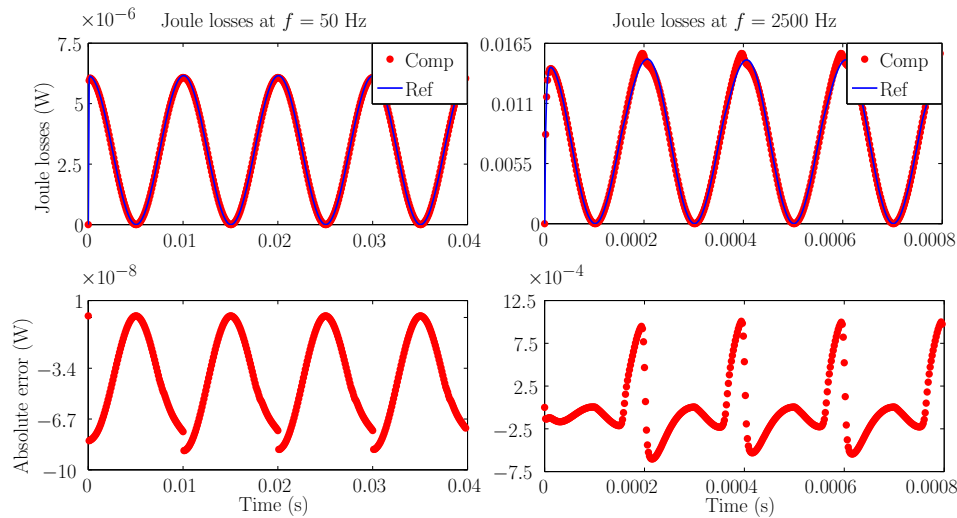 ×10⁻⁶
Joule losses at f = 50 Hz
Joule losses at f = 2500 Hz
7.5
5
2.5
0
Joule losses (W)
Comp
Ref
0 0.01 0.02 0.03 0.04
0.0165
0.011
0.0055
0
Comp
Ref
0 0.0002 0.0004 0.0006 0.0008
×10⁻⁸
1
−3.4
−6.7
−10
Absolute error (W)
0 0.01 0.02 0.03 0.04
Time (s)
×10⁻⁴
12.5
7.5
2.5
−2.5
−7.5
0 0.0002 0.0004 0.0006 0.0008
Time (s)